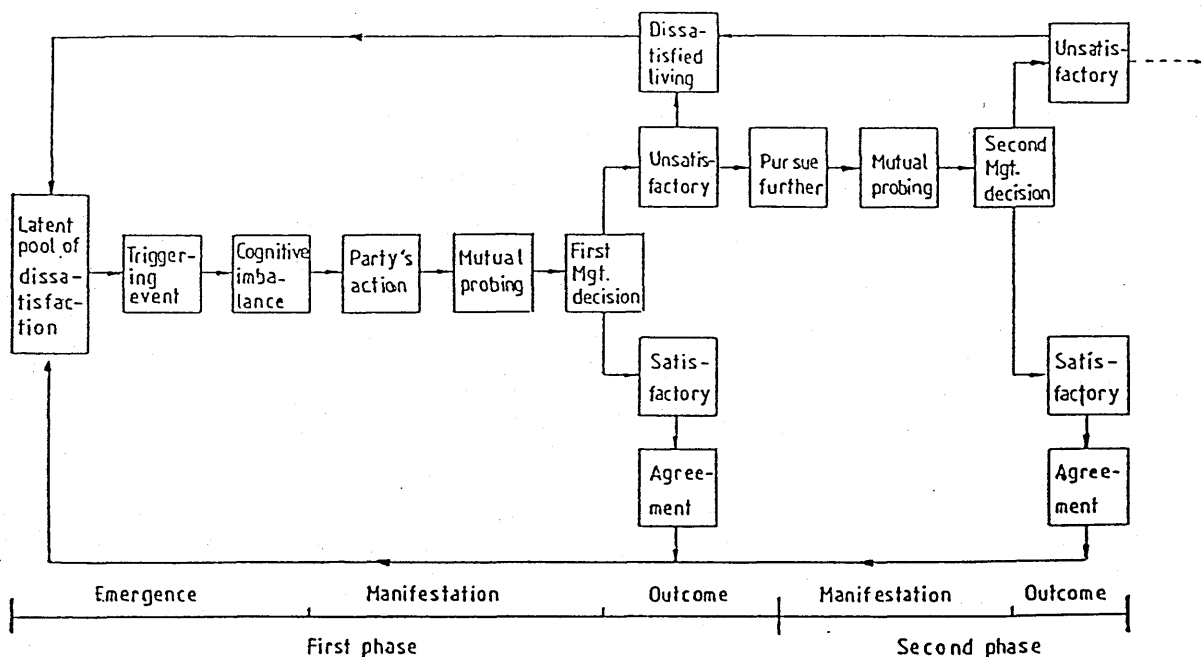 Dissa-
tisfied
living
Unsatis-
factory
Unsatis-
factory
Pursue
further
Mutual
probing
Second
Mgt.
decision
Latent
pool of
dissa-
tisfac-
tion
Trigger-
ing
event
Cognitive
imba-
lance
Party's
action
Mutual
probing
First
Mgt.
decision
Satis-
factory
Satis-
factory
Agree-
ment
Agree-
ment
Emergence
Manifestation
Outcome
Manifestation
Outcome
First phase
Second phase